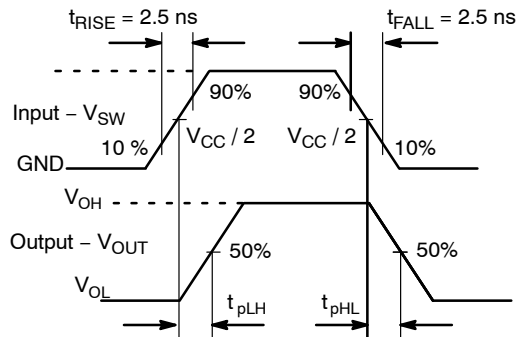 tRISE = 2.5 ns
tFALL = 2.5 ns
90%
90%
Input – VSW
VCC / 2
VCC / 2
10 %
10%
GND
VOH
Output – VOUT
50%
50%
VOL
tpLH
tpHL